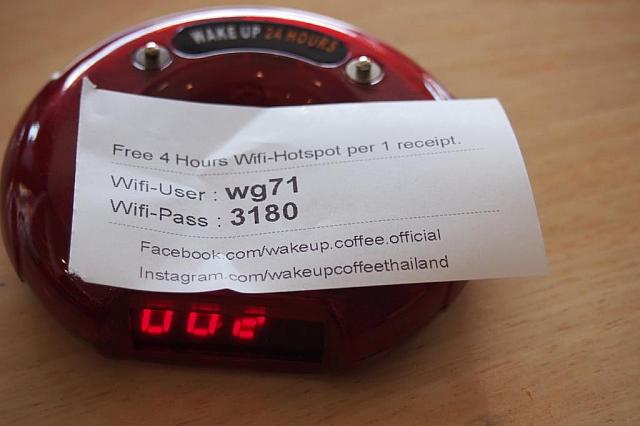 WAKE UP 24 HOURS
Free 4 Hours Wifi-Hotspot per 1 receipt.
Wifi-User : wg71
Wifi-Pass : 3180
Facebook.com/wakeup.coffee.official
Instagram.com/wakeupcoffeethailand
002